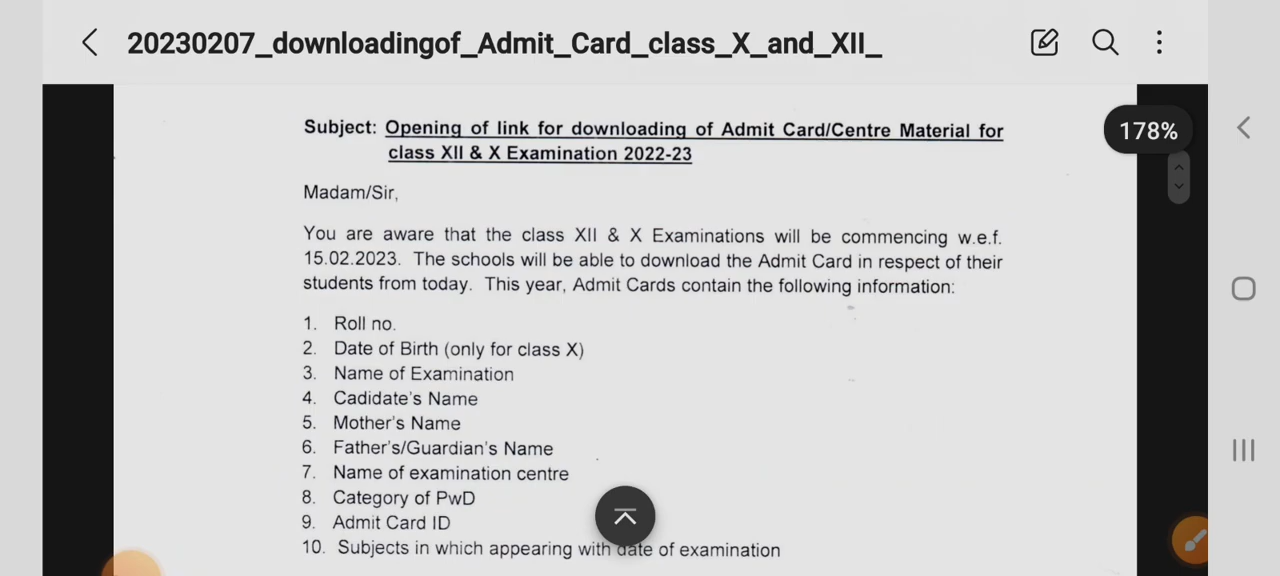 20230207_downloadingof_Admit_Card_class_X_and_XII_
178%
Subject: Opening of link for downloading of Admit Card/Centre Material for
class XII & X Examination 2022-23
Madam/Sir,
You are aware that the class XII & X Examinations will be commencing w.e.f.
15.02.2023. The schools will be able to download the Admit Card in respect of their
students from today. This year, Admit Cards contain the following information:
1. Roll no.
2. Date of Birth (only for class X)
3. Name of Examination
4. Cadidate's Name
5. Mother's Name
6. Father's/Guardian's Name
7. Name of examination centre
8. Category of PwD
9. Admit Card ID
10. Subjects in which appearing with date of examination